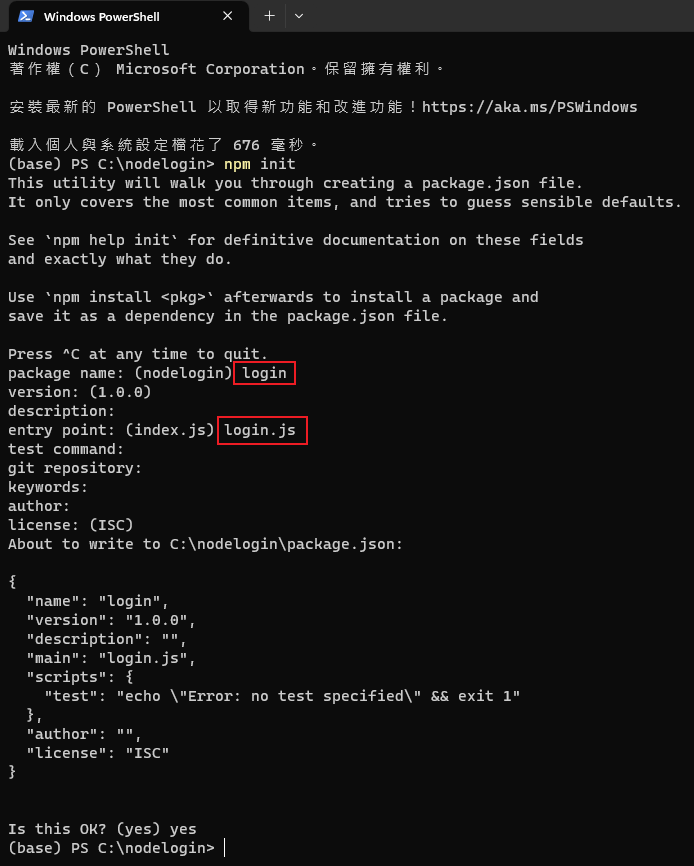 Windows PowerShell
Windows PowerShell
著作權（C） Microsoft Corporation。保留擁有權利。
安裝最新的 PowerShell 以取得新功能和改進功能！https://aka.ms/PSWindows
載入個人與系統設定檔花了 676 毫秒。
(base) PS C:\nodelogin> npm init
This utility will walk you through creating a package.json file.
It only covers the most common items, and tries to guess sensible defaults.
See `npm help init` for definitive documentation on these fields
and exactly what they do.
Use `npm install <pkg>` afterwards to install a package and
save it as a dependency in the package.json file.
Press ^C at any time to quit.
package name: (nodelogin) login
version: (1.0.0)
description:
entry point: (index.js) login.js
test command:
git repository:
keywords:
author:
license: (ISC)
About to write to C:\nodelogin\package.json:
{
  "name": "login",
  "version": "1.0.0",
  "description": "",
  "main": "login.js",
  "scripts": {
    "test": "echo \"Error: no test specified\" && exit 1"
  },
  "author": "",
  "license": "ISC"
}
Is this OK? (yes) yes
(base) PS C:\nodelogin>